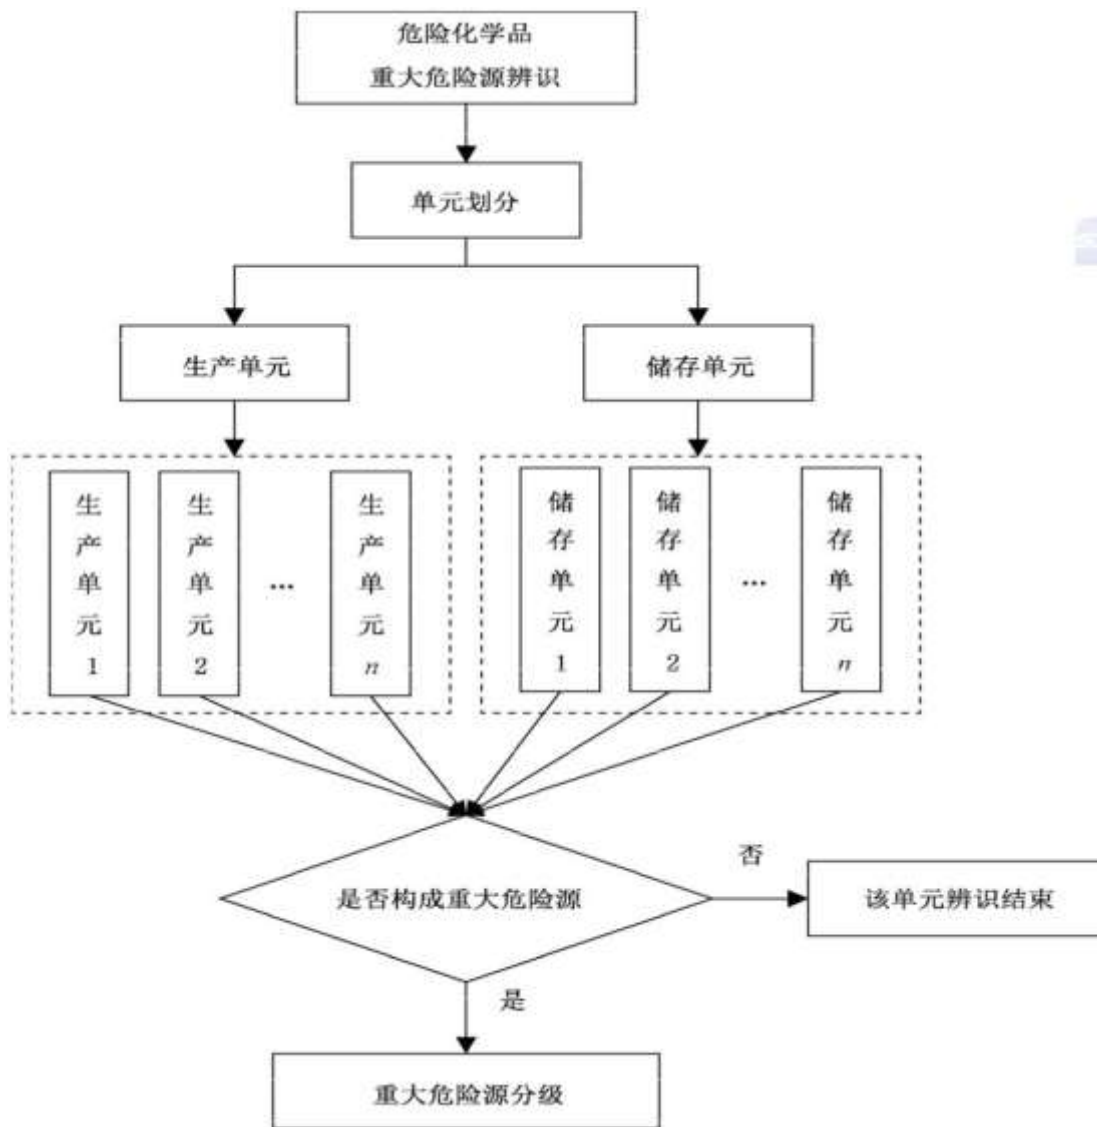 危险化学品
重大危险源辨识
单元划分
生产单元
储存单元
生产单元1
生产单元2
…
生产单元n
储存单元1
储存单元2
…
储存单元n
是否构成重大危险源
否
该单元辨识结束
是
重大危险源分级